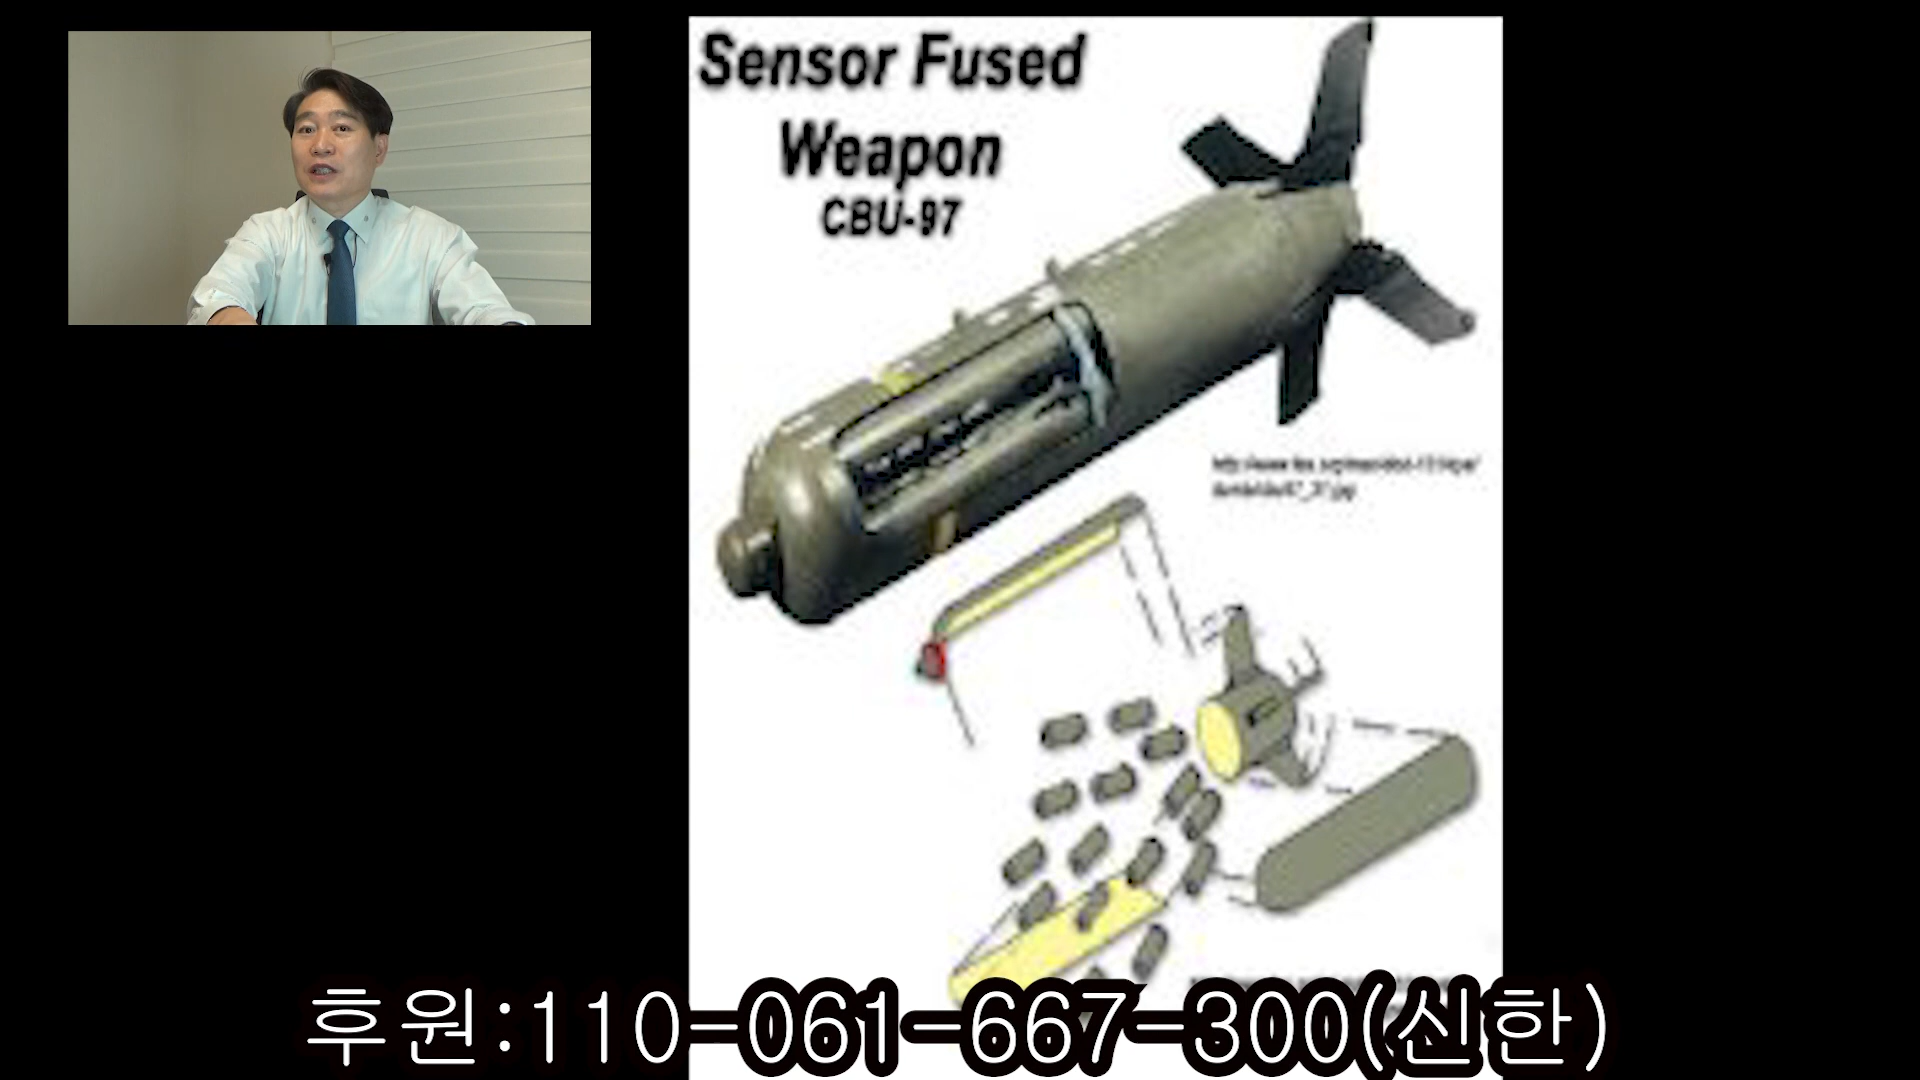 Sensor Fused
Weapon
CBU-97
후원:110-061-667-300(신한)